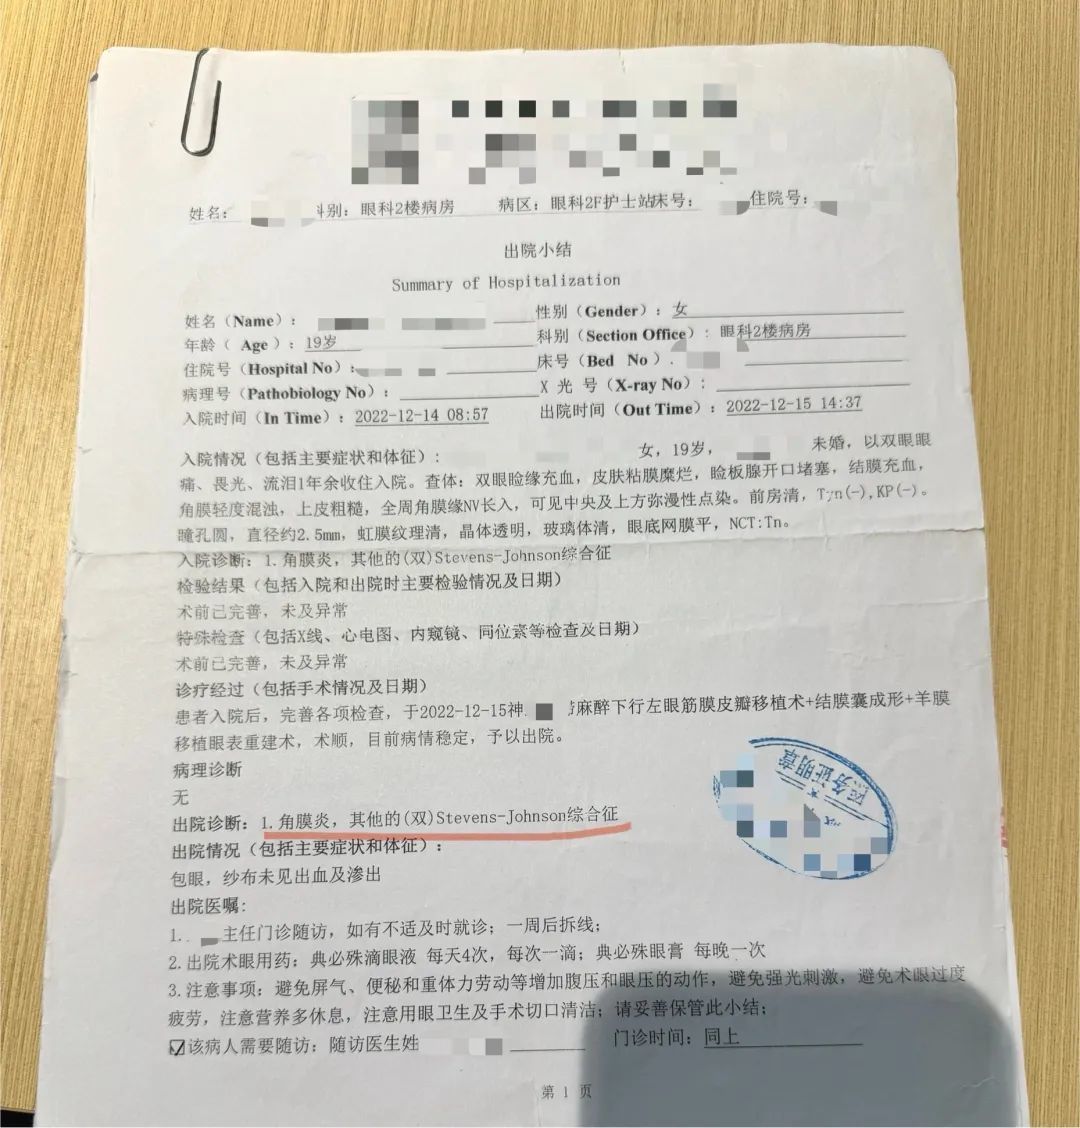 姓名： 科别：眼科2楼病房 病区：眼科2F护士站床号： 住院号：
出院小结
Summary of Hospitalization
姓名（Name）： 性别（Gender）：女
年龄（ Age ）：19岁 科别（Section Office）：眼科2楼病房
住院号（Hospital No）： 床号（Bed No）.
病理号（Pathobiology No）： X 光 号（X-ray No）：
入院时间（In Time）：2022-12-14 08:57 出院时间（Out Time）：2022-12-15 14:37
入院情况（包括主要症状和体征）： 女，19岁， 未婚，以双眼眼
痛、畏光、流泪1年余收住入院。查体：双眼睑缘充血，皮肤粘膜糜烂，睑板腺开口堵塞，结膜充血，
角膜轻度混浊，上皮粗糙，全周角膜缘NV长入，可见中央及上方弥漫性点染。前房清，Tyn(-),KP(-)。
瞳孔圆，直径约2.5mm，虹膜纹理清，晶体透明，玻璃体清，眼底网膜平，NCT:Tn。
入院诊断：1.角膜炎，其他的(双)Stevens-Johnson综合征
检验结果（包括入院和出院时主要检验情况及日期）
术前已完善，未及异常
特殊检查（包括X线、心电图、内窥镜、同位素等检查及日期）
术前已完善，未及异常
诊疗经过（包括手术情况及日期）
患者入院后，完善各项检查，于2022-12-15神 麻醉下行左眼筋膜皮瓣移植术+结膜囊成形+羊膜
移植眼表重建术，术顺，目前病情稳定，予以出院。
病理诊断
无
出院诊断：1.角膜炎，其他的(双)Stevens-Johnson综合征
出院情况（包括主要症状和体征）：
包眼，纱布未见出血及渗出
出院医嘱：
1. 主任门诊随访，如有不适及时就诊；一周后拆线；
2.出院术眼用药：典必殊滴眼液 每天4次，每次一滴；典必殊眼膏 每晚一次
3.注意事项：避免屏气、便秘和重体力劳动等增加腹压和眼压的动作，避免强光刺激，避免术眼过度
疲劳，注意营养多休息，注意用眼卫生及手术切口清洁；请妥善保管此小结；
☑该病人需要随访：随访医生姓 门诊时间：同上
第 1 页
证明章